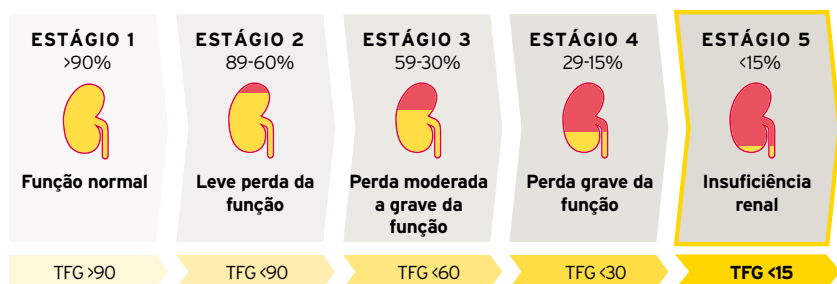 ESTÁGIO 1
>90%
Função normal
TFG >90
ESTÁGIO 2
89-60%
Leve perda da
função
TFG <90
ESTÁGIO 3
59-30%
Perda moderada
a grave da
função
TFG <60
ESTÁGIO 4
29-15%
Perda grave da
função
TFG <30
ESTÁGIO 5
<15%
Insuficiência
renal
TFG <15